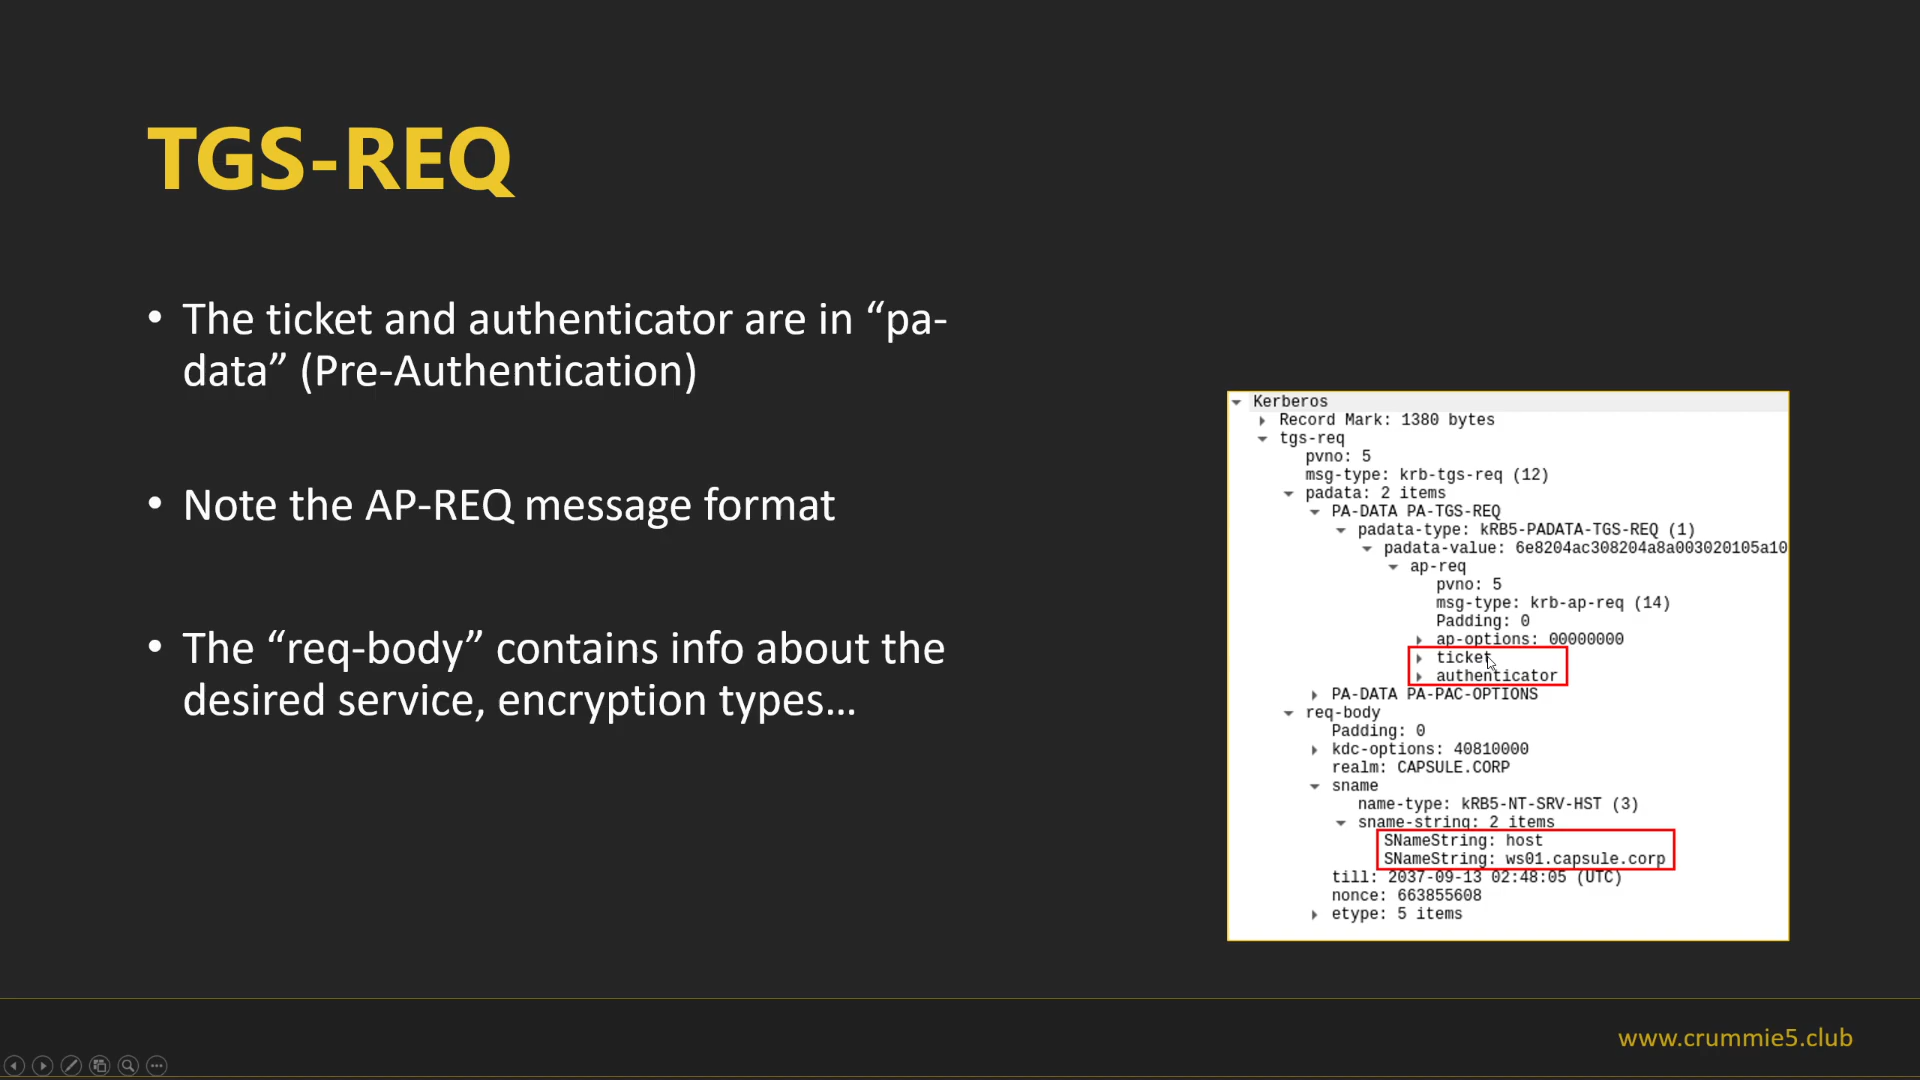 TGS-REQ
• The ticket and authenticator are in “pa-
data” (Pre-Authentication)
• Note the AP-REQ message format
• The “req-body” contains info about the
desired service, encryption types…
Kerberos
Record Mark: 1380 bytes
tgs-req
pvno: 5
msg-type: krb-tgs-req (12)
padata: 2 items
PA-DATA PA-TGS-REQ
padata-type: kRB5-PADATA-TGS-REQ (1)
padata-value: 6e8204ac308204a8a003020105a10
ap-req
pvno: 5
msg-type: krb-ap-req (14)
Padding: 0
ap-options: 00000000
ticket
authenticator
PA-DATA PA-PAC-OPTIONS
req-body
Padding: 0
kdc-options: 40810000
realm: CAPSULE.CORP
sname
name-type: kRB5-NT-SRV-HST (3)
sname-string: 2 items
SNameString: host
SNameString: ws01.capsule.corp
till: 2037-09-13 02:48:05 (UTC)
nonce: 663855608
etype: 5 items
www.crummie5.club